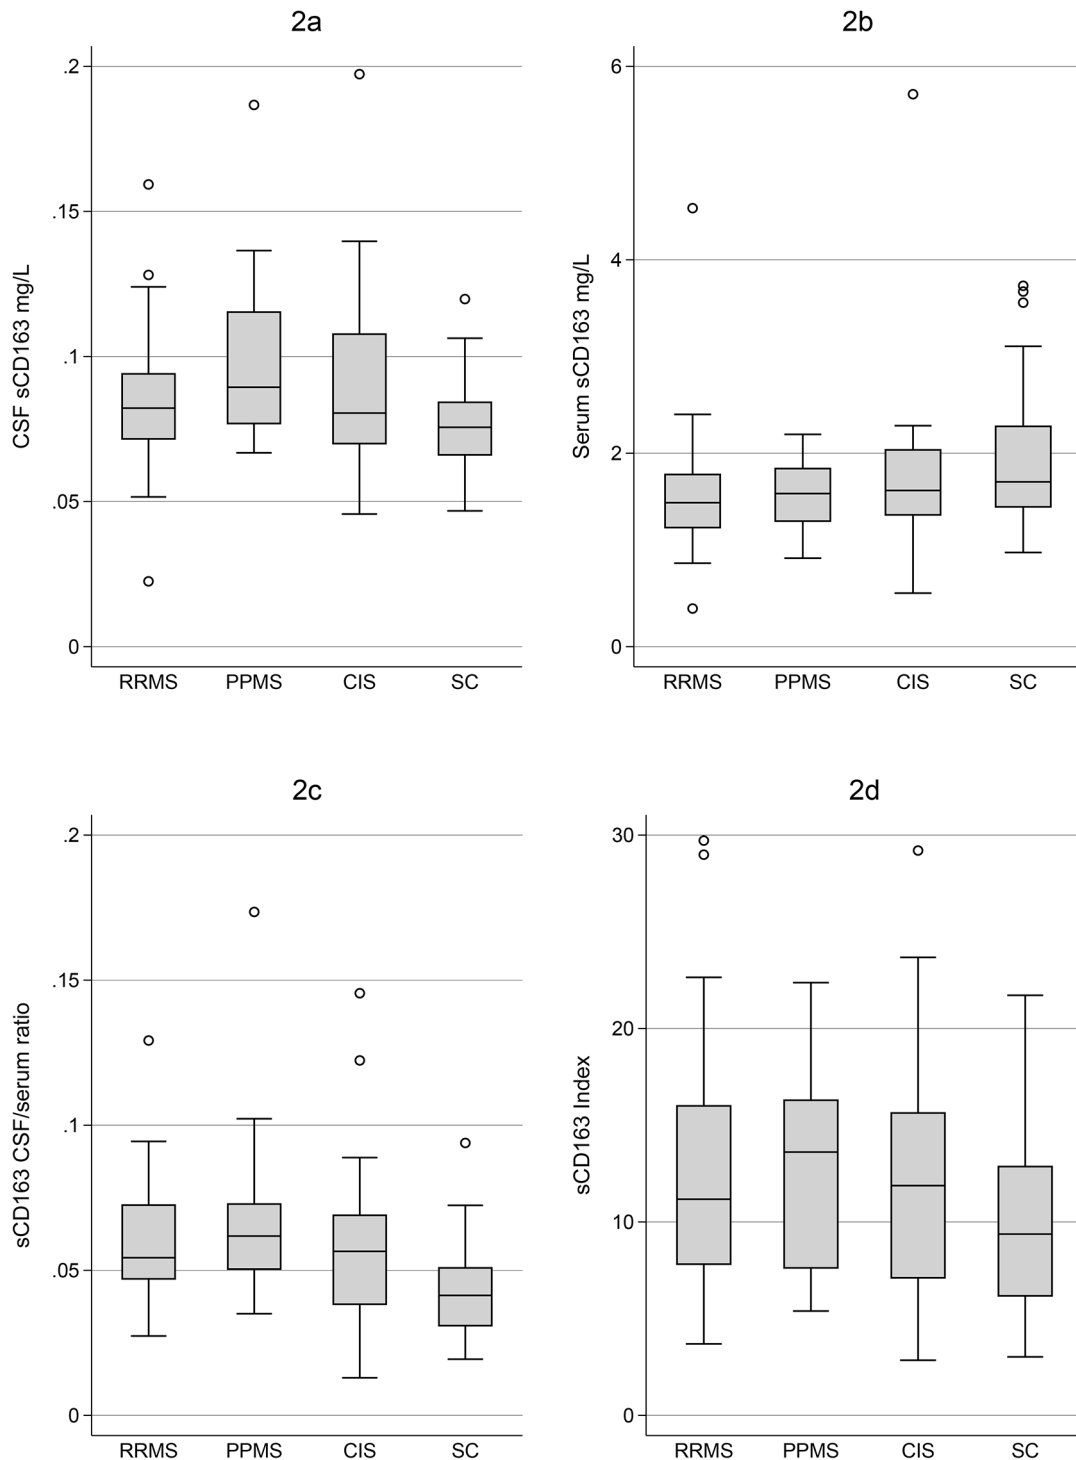 2a
CSF sCD163 mg/L
.2
.15
.1
.05
0
RRMS PPMS CIS SC
2b
Serum sCD163 mg/L
6
4
2
0
RRMS PPMS CIS SC
2c
sCD163 CSF/serum ratio
.2
.15
.1
.05
0
RRMS PPMS CIS SC
2d
sCD163 Index
30
20
10
0
RRMS PPMS CIS SC